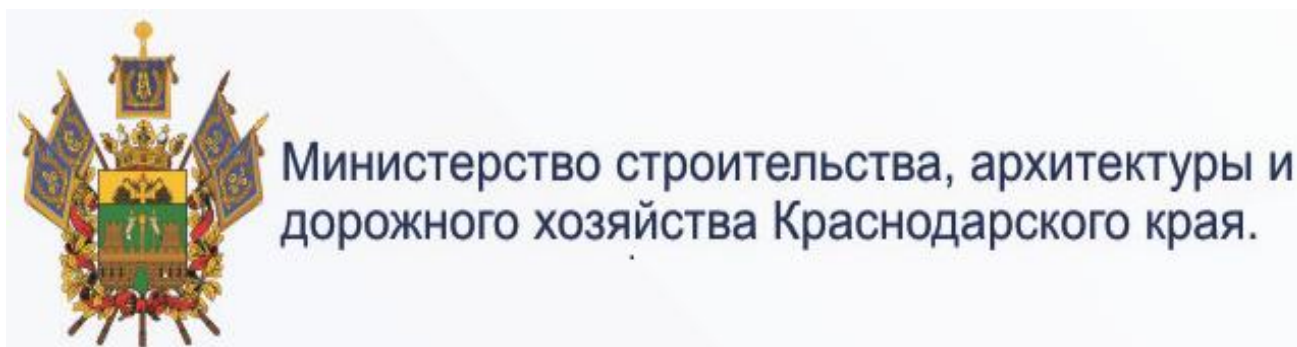 Министерство строительства, архитектуры и
дорожного хозяйства Краснодарского края.